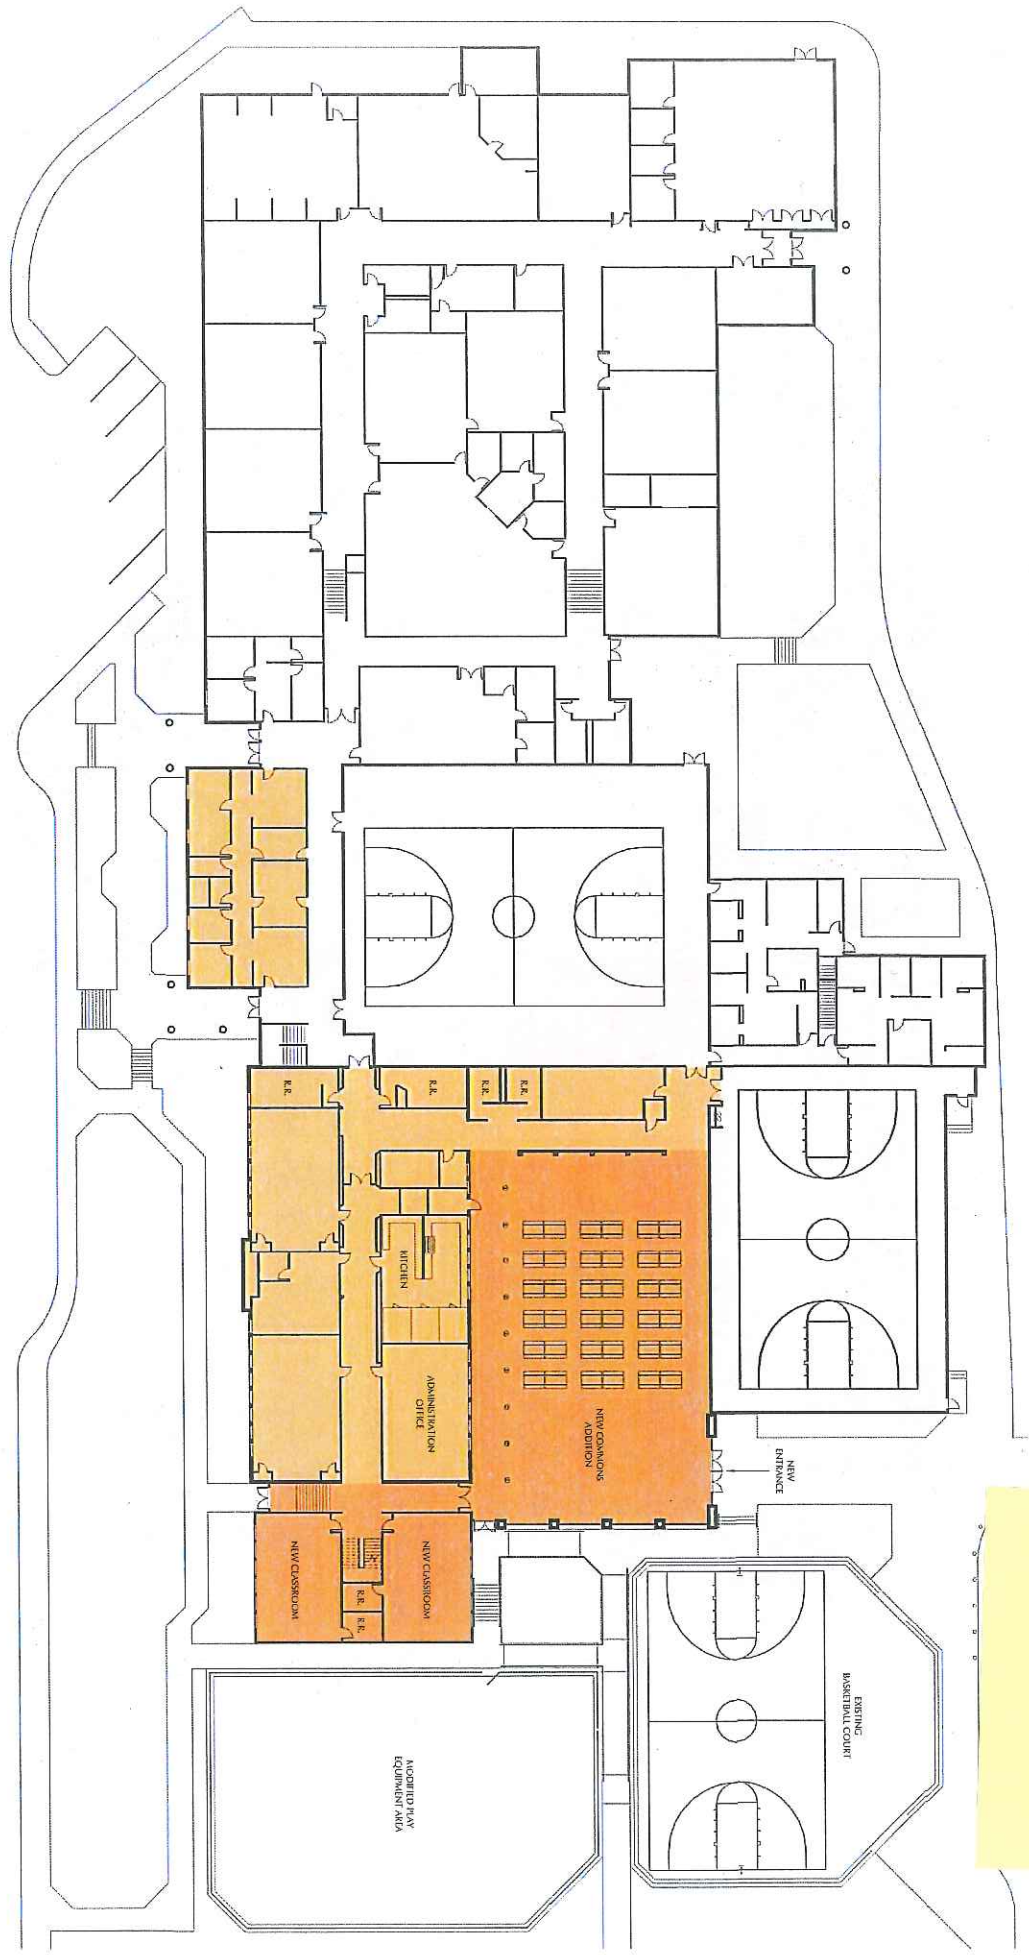 R.R.
R.R.
R.R.
R.R.
KITCHEN
ADMINISTRATION
OFFICE
NEW COMMONS
ADDITION
NEW
ENTRANCE
NEW CLASSROOM
NEW CLASSROOM
R.R.
R.R.
EXISTING
BASKETBALL COURT
MODIFIED PLAY
EQUIPMENT AREA